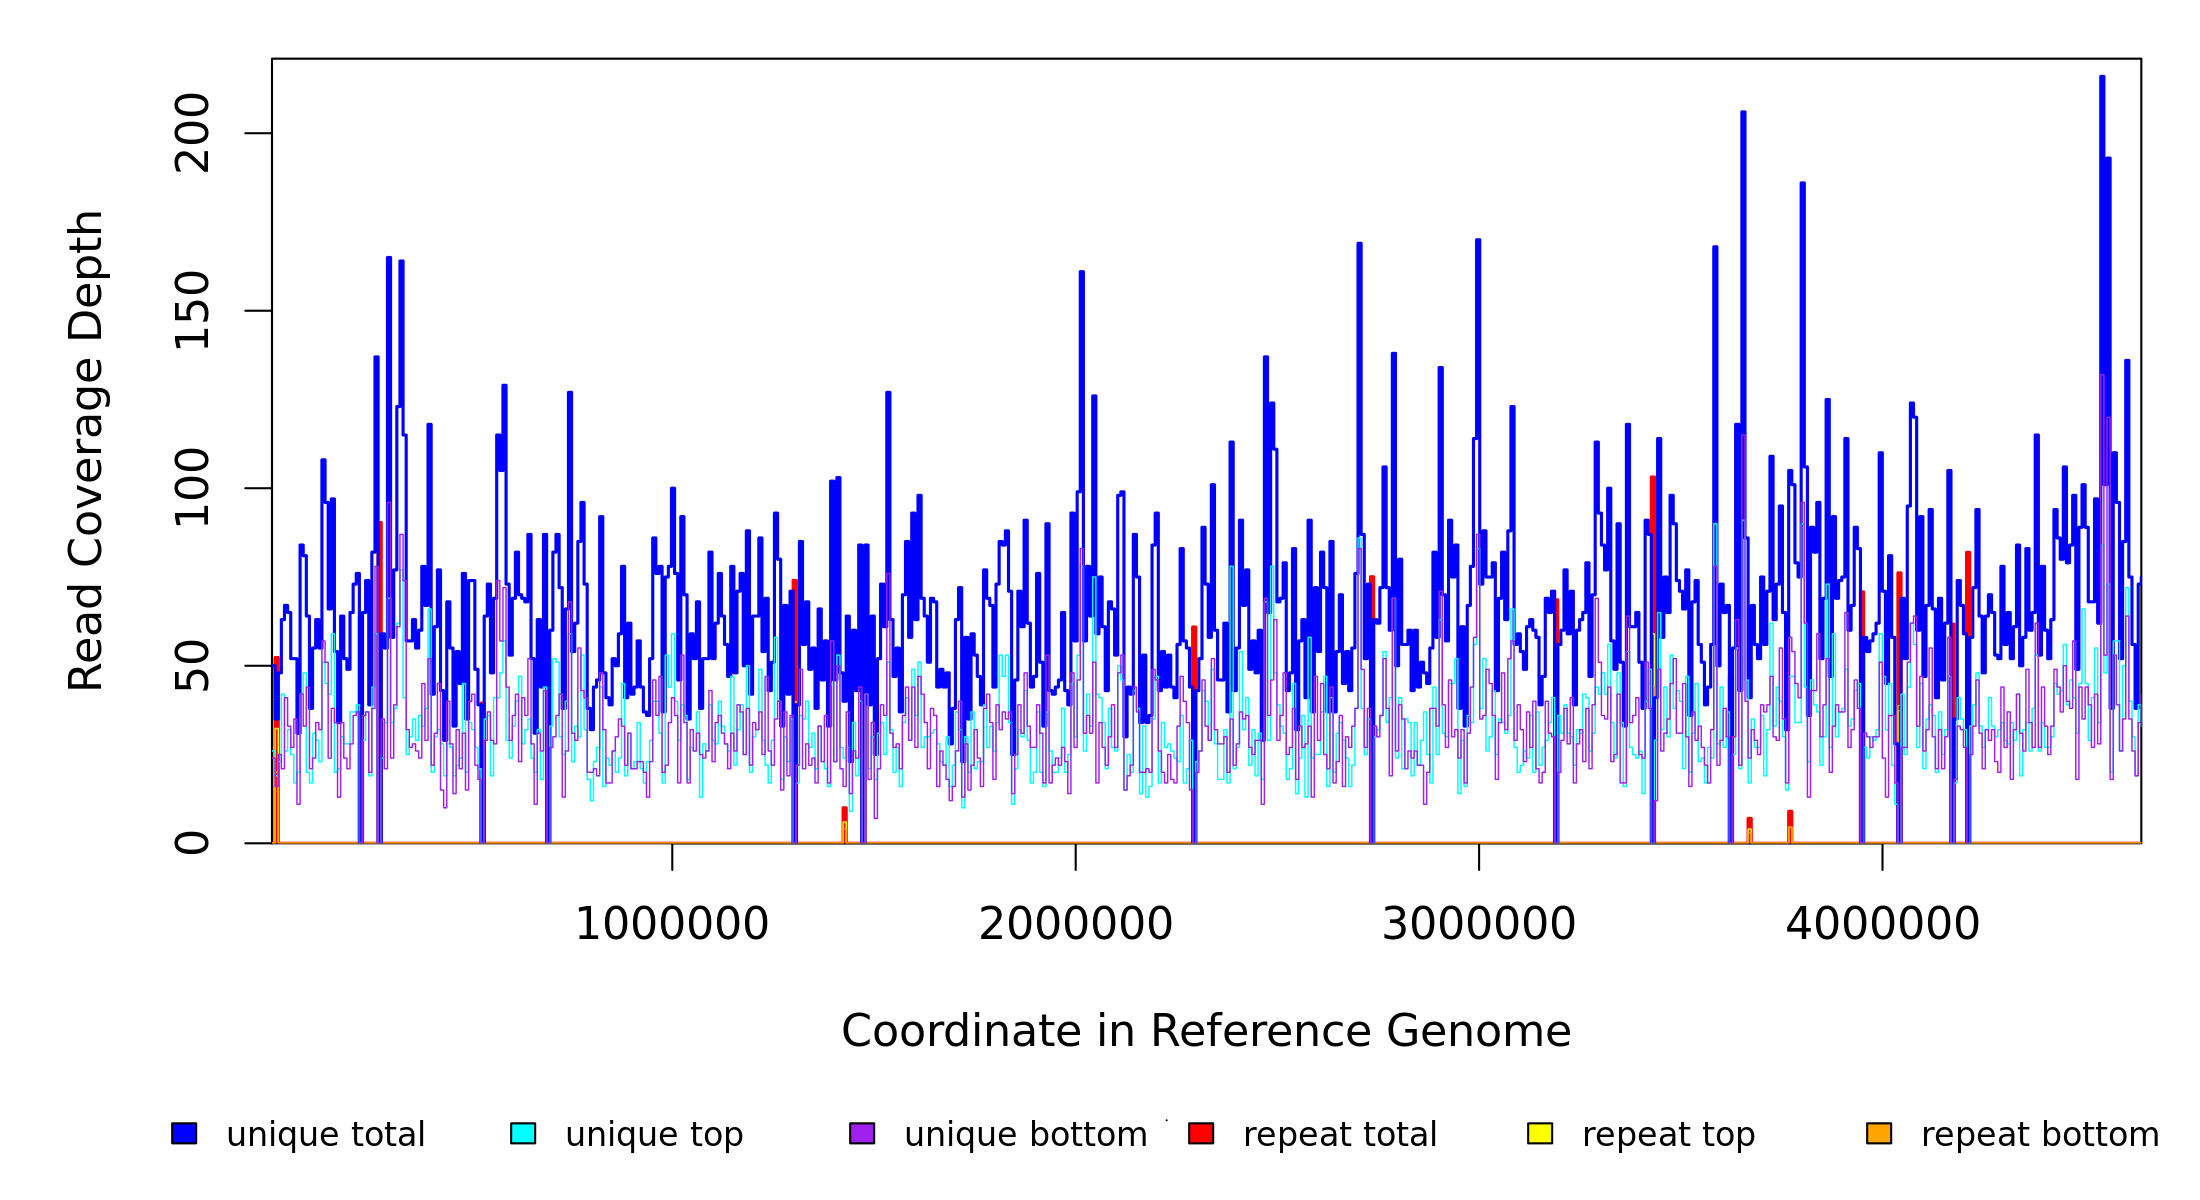 Read Coverage Depth
200
150
100
50
0
1000000 2000000 3000000 4000000
Coordinate in Reference Genome
unique total unique top unique bottom repeat total repeat top repeat bottom